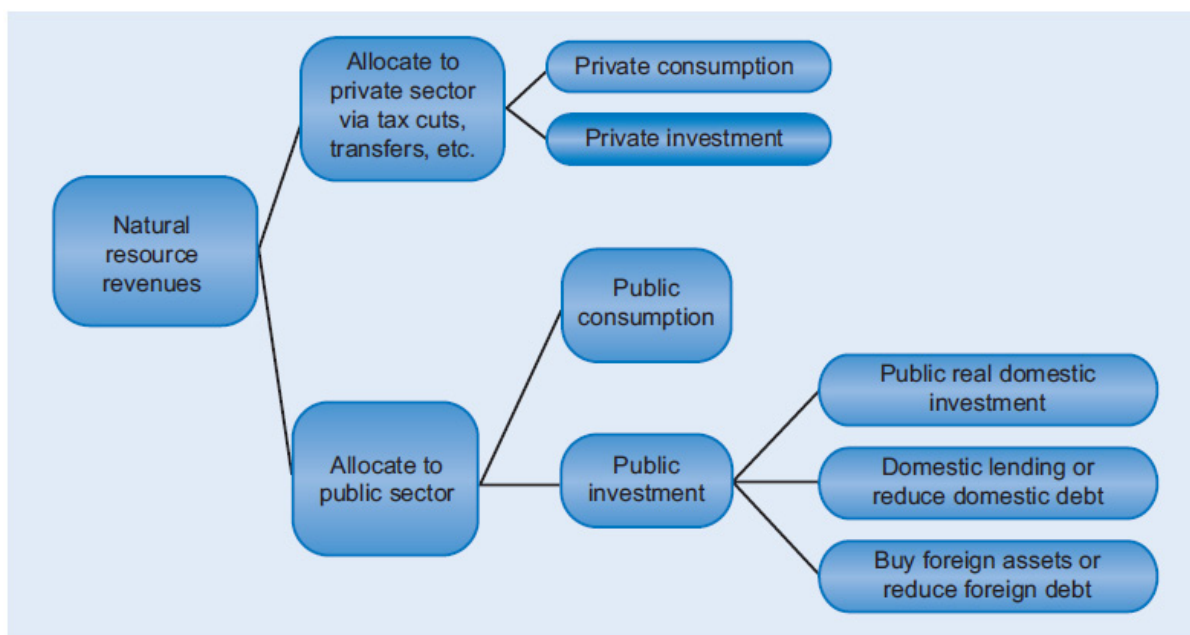 Allocate to
private sector
via tax cuts,
transfers, etc.
Private consumption
Private investment
Natural
resource
revenues
Public
consumption
Allocate to
public sector
Public
investment
Public real domestic
investment
Domestic lending or
reduce domestic debt
Buy foreign assets or
reduce foreign debt